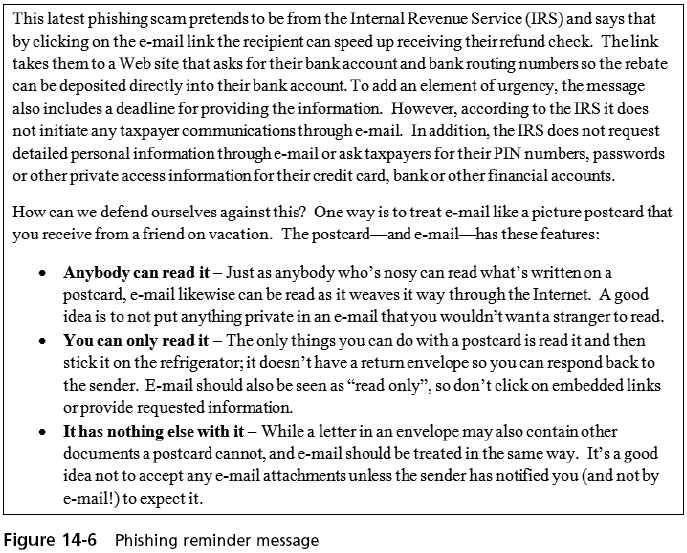 This latest phishing scam pretends to be from the Internal Revenue Service (IRS) and says that
by clicking on the e-mail link the recipient can speed up receiving their refund check.  The link
takes them to a Web site that asks for their bank account and bank routing numbers so the rebate
can be deposited directly into their bank account. To add an element of urgency, the message
also includes a deadline for providing the information.  However, according to the IRS it does
not initiate any taxpayer communications through e-mail.  In addition, the IRS does not request
detailed personal information through e-mail or ask taxpayers for their PIN numbers, passwords
or other private access information for their credit card, bank or other financial accounts.
How can we defend ourselves against this?  One way is to treat e-mail like a picture postcard that
you receive from a friend on vacation.  The postcard—and e-mail—has these features:
• Anybody can read it – Just as anybody who's nosy can read what's written on a
postcard, e-mail likewise can be read as it weaves it way through the Internet.  A good
idea is to not put anything private in an e-mail that you wouldn't want a stranger to read.
• You can only read it – The only things you can do with a postcard is read it and then
stick it on the refrigerator; it doesn't have a return envelope so you can respond back to
the sender.  E-mail should also be seen as "read only", so don't click on embedded links
or provide requested information.
• It has nothing else with it – While a letter in an envelope may also contain other
documents a postcard cannot, and e-mail should be treated in the same way.  It's a good
idea not to accept any e-mail attachments unless the sender has notified you (and not by
e-mail!) to expect it.
Figure 14-6 Phishing reminder message